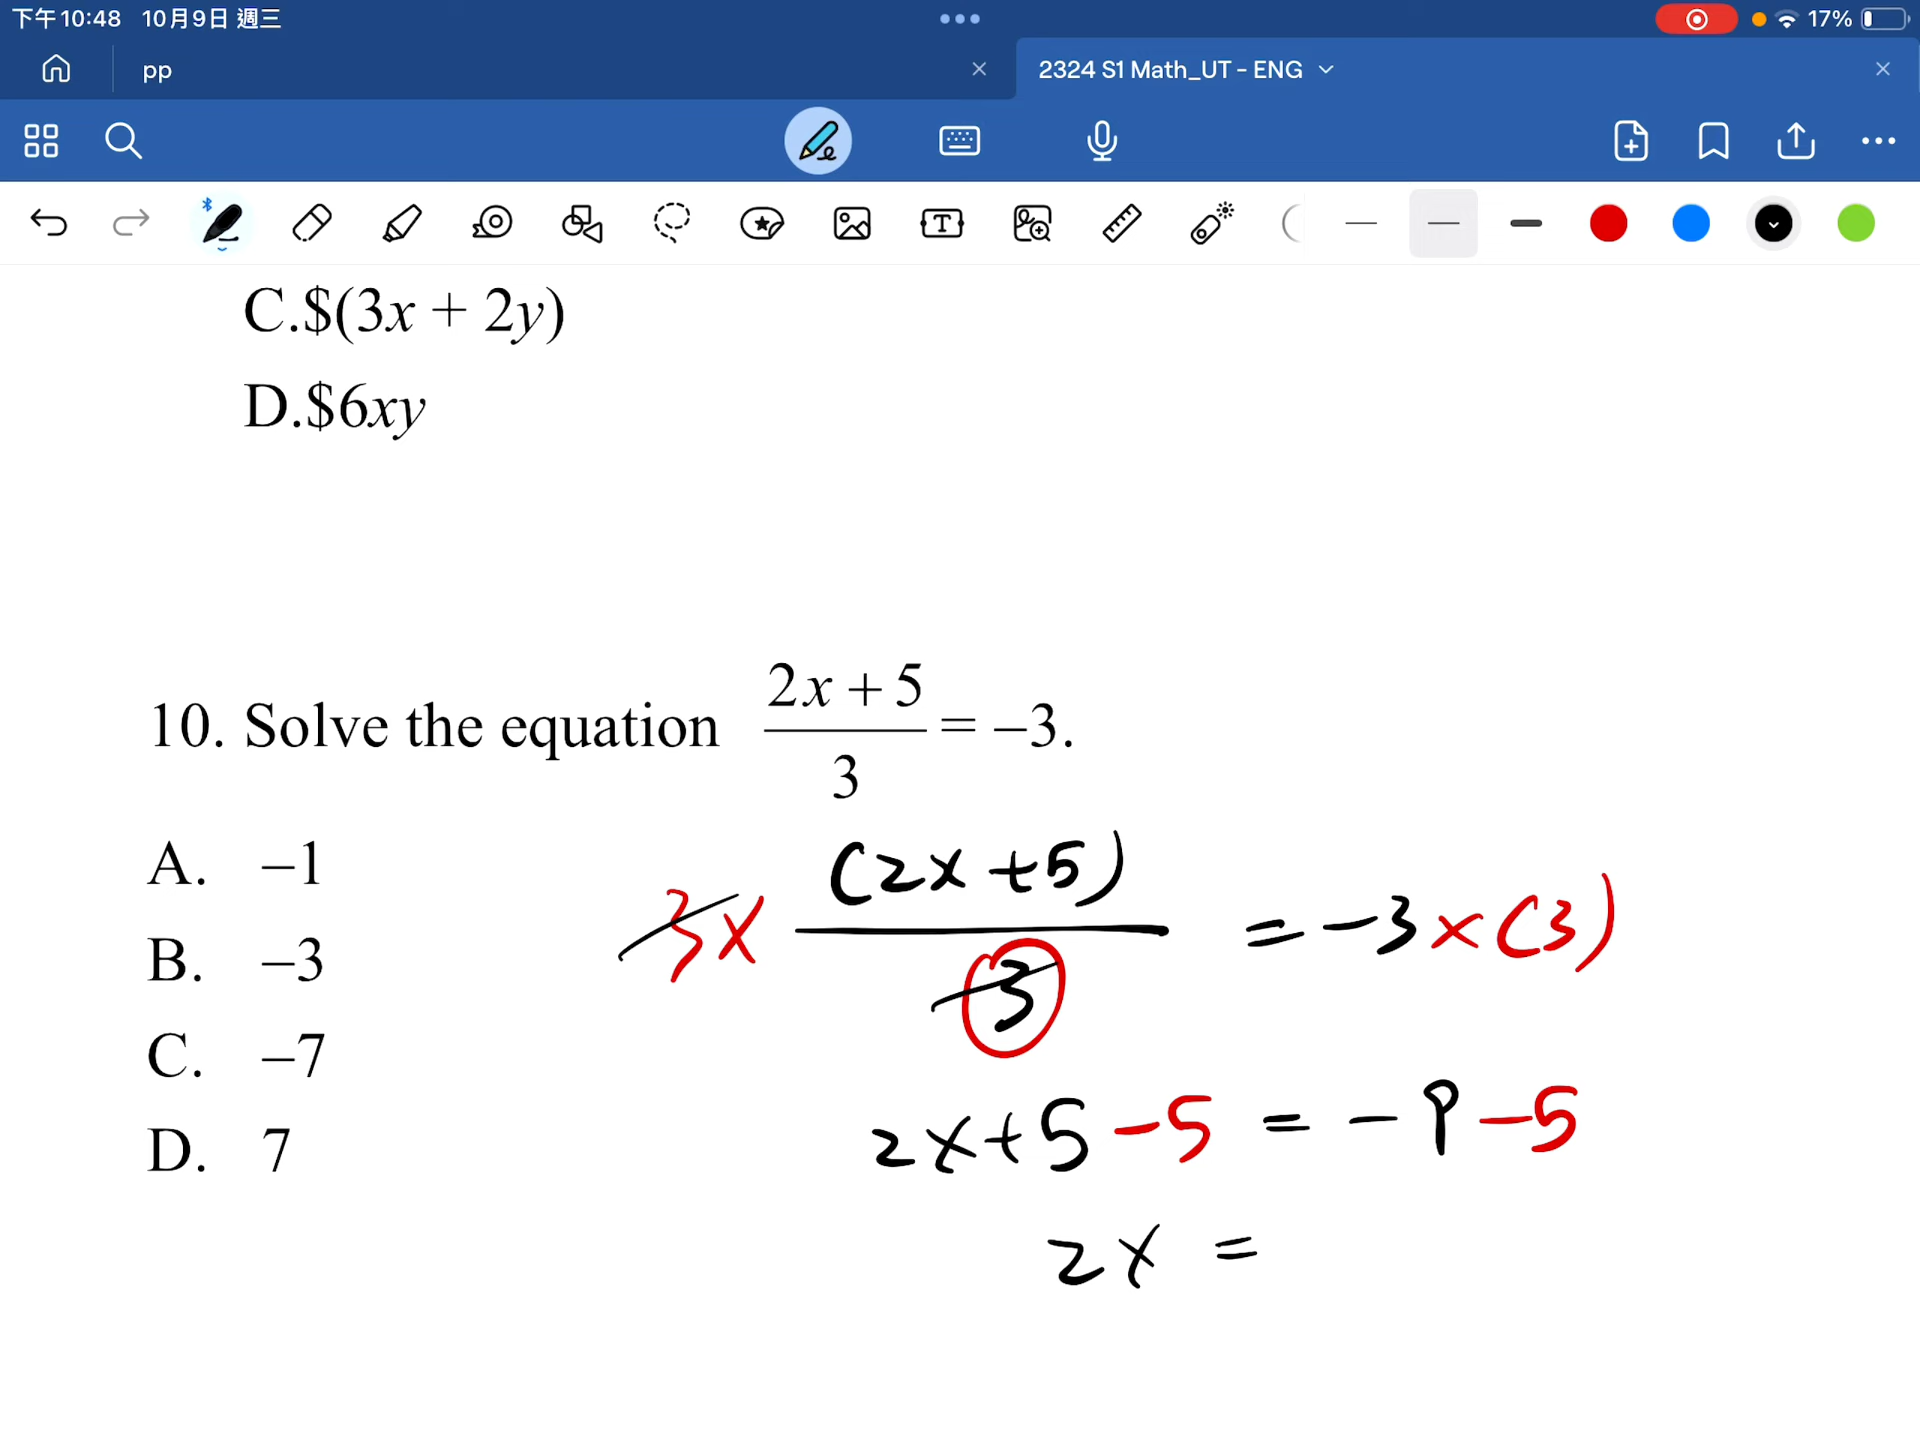 下午10:48 10月9日 週三 17%
pp 2324 S1 Math_UT - ENG
C.$(3x + 2y)
D.$6xy
10. Solve the equation (2x + 5)/3 = –3.
A. –1
B. –3
C. –7
D. 7
3x (2x+5)/3 = -3 x (3)
2x+5 -5 = -9 -5
2x =